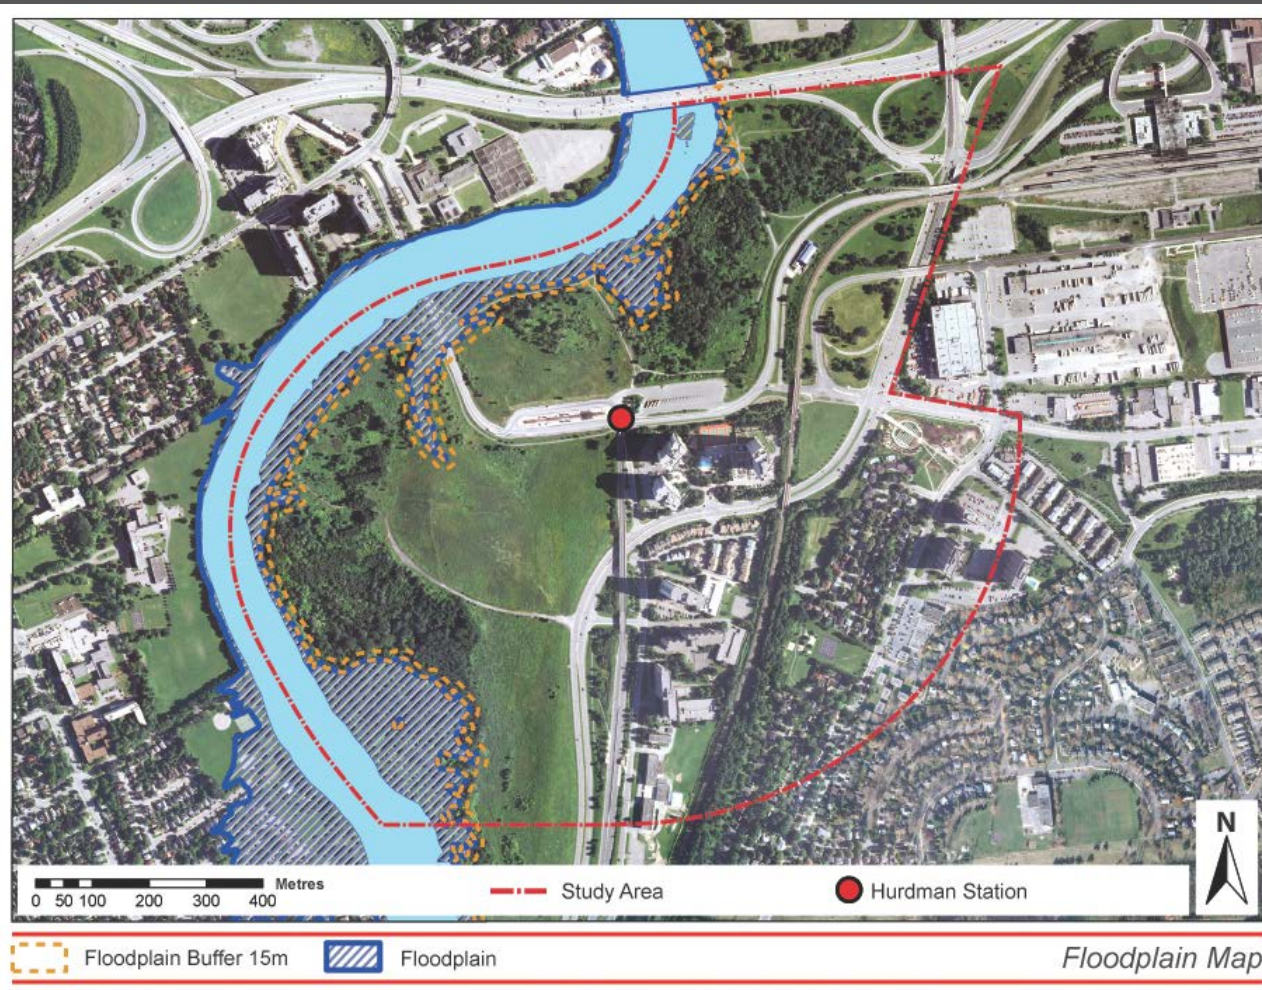 N
Metres
0 50 100 200 300 400
Study Area
Hurdman Station
Floodplain Buffer 15m
Floodplain
Floodplain Map